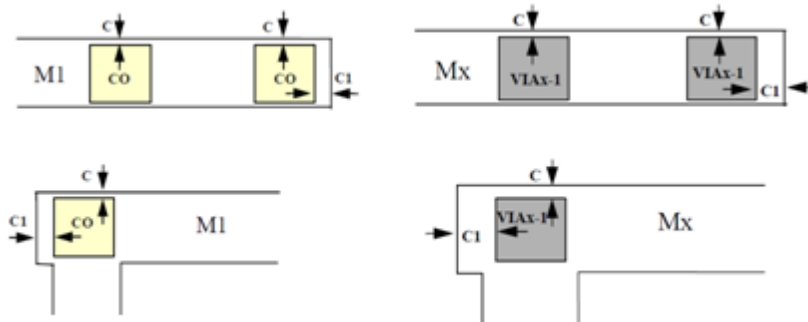 C C
M1 CO CO C1
C C
Mx VIAx-1 VIAx-1 C1
C
C1 CO M1
C
C1 VIAx-1 Mx